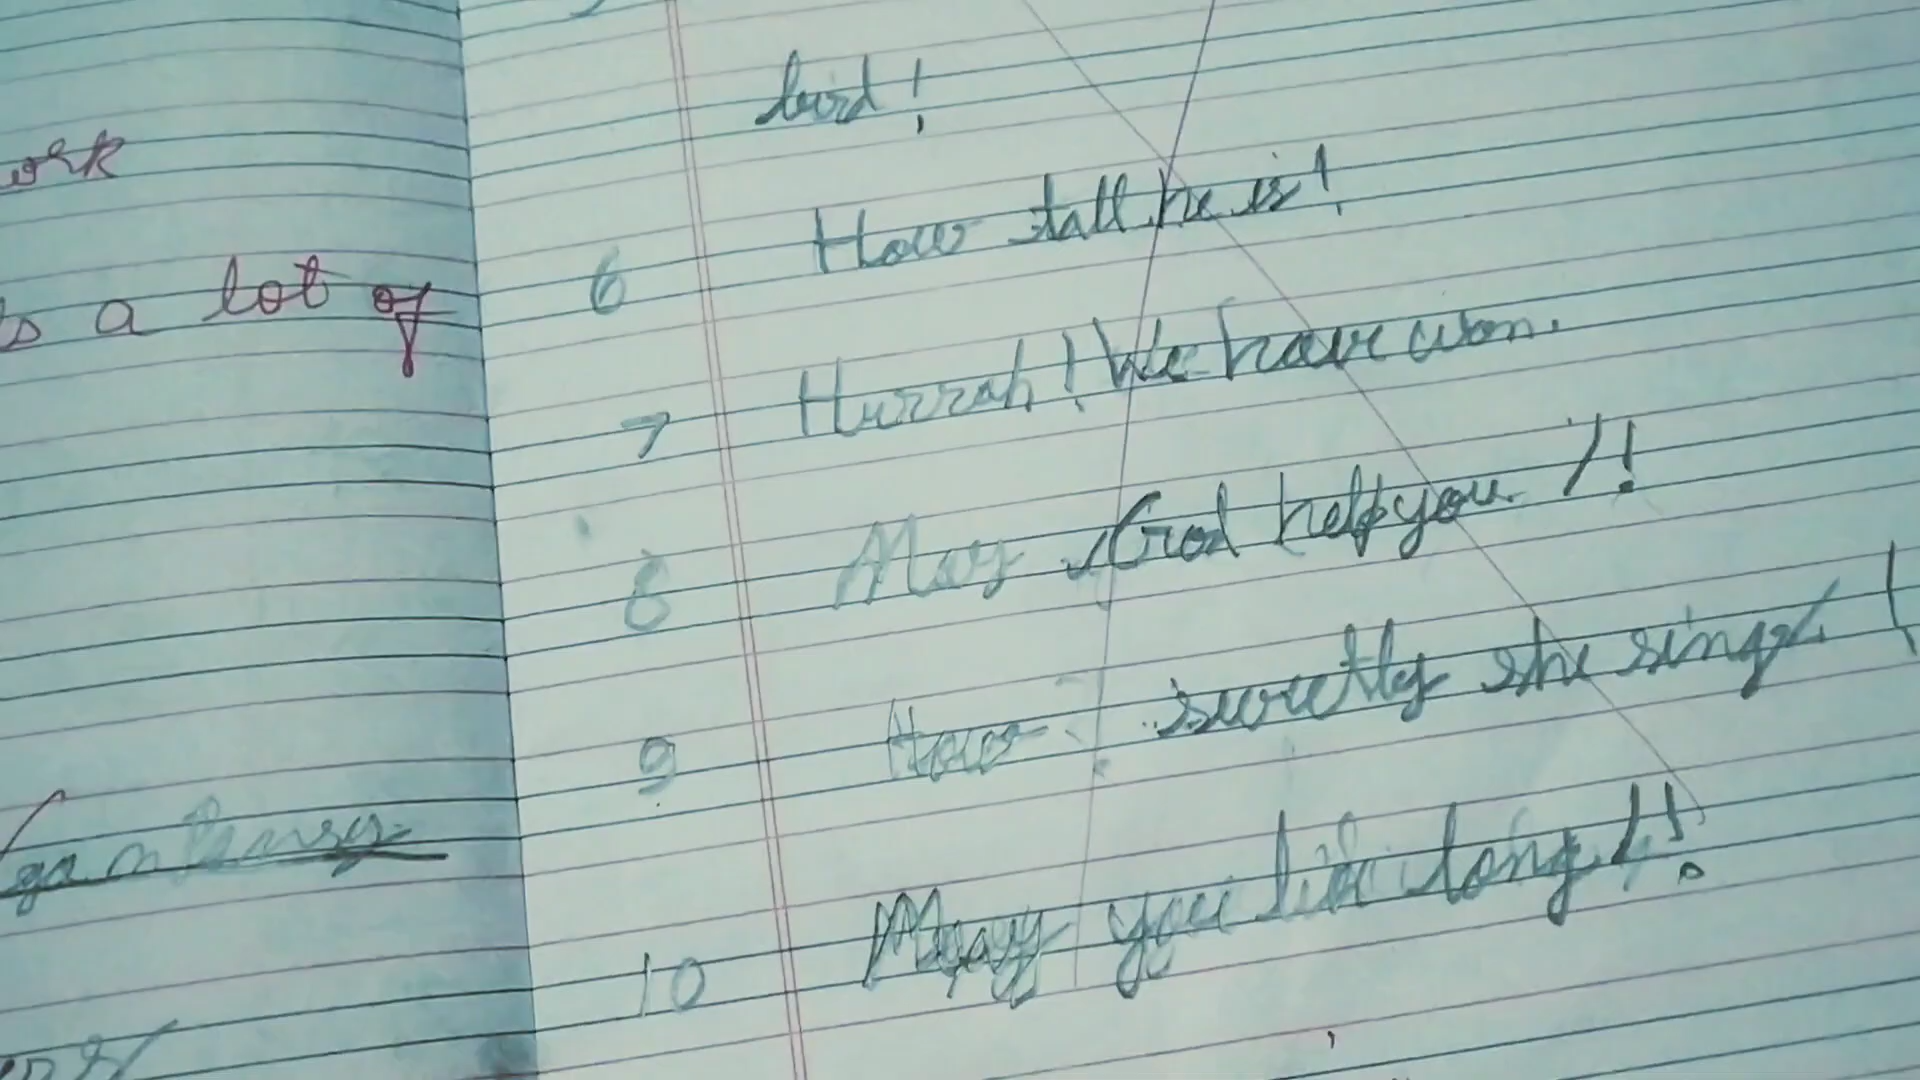 ork
a lot of
bird!
6 How tall he is!
7 Hurrah! We have won.
8 May God help you!!
9 How sweetly she sings!
10 May you live long!!